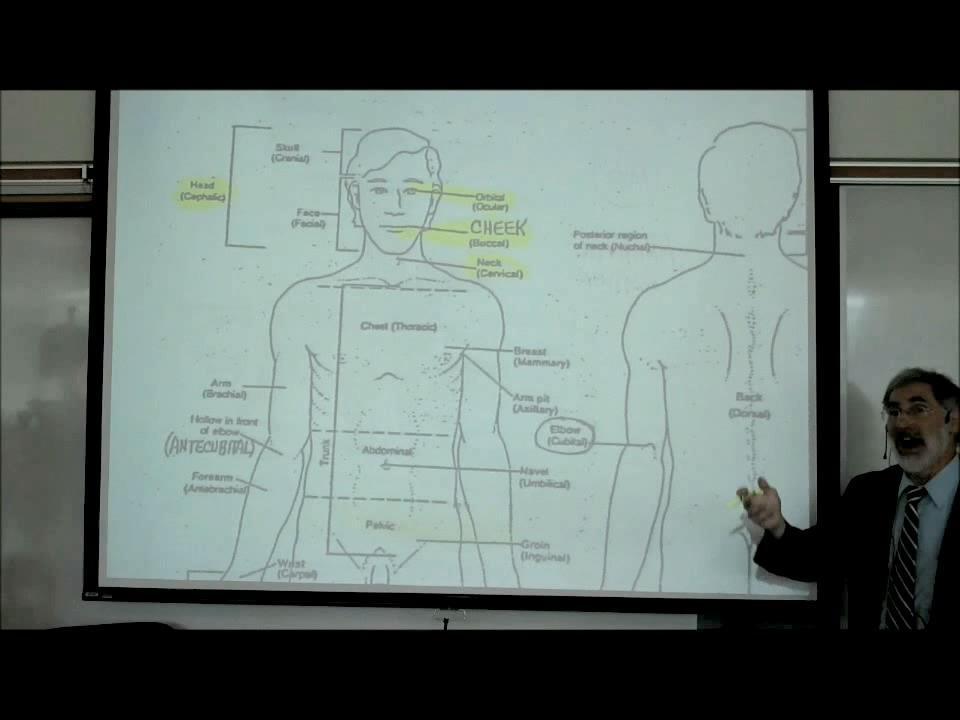 Skull
(Cranial)
Head
(Cephalic)
Face
(Facial)
Orbital
(Ocular)
CHEEK
(Buccal)
Neck
(Cervical)
Posterior region
of neck (Nuchal)
Chest (Thoracic)
Breast
(Mammary)
Arm
(Brachial)
Arm pit
(Axillary)
Back
(Dorsal)
Hollow in front
of elbow
(ANTECUBITAL)
Elbow
(Cubital)
Trunk
Abdominal
Forearm
(Antebrachial)
Navel
(Umbilical)
Pelvic
Groin
(Inguinal)
Wrist
(Carpal)